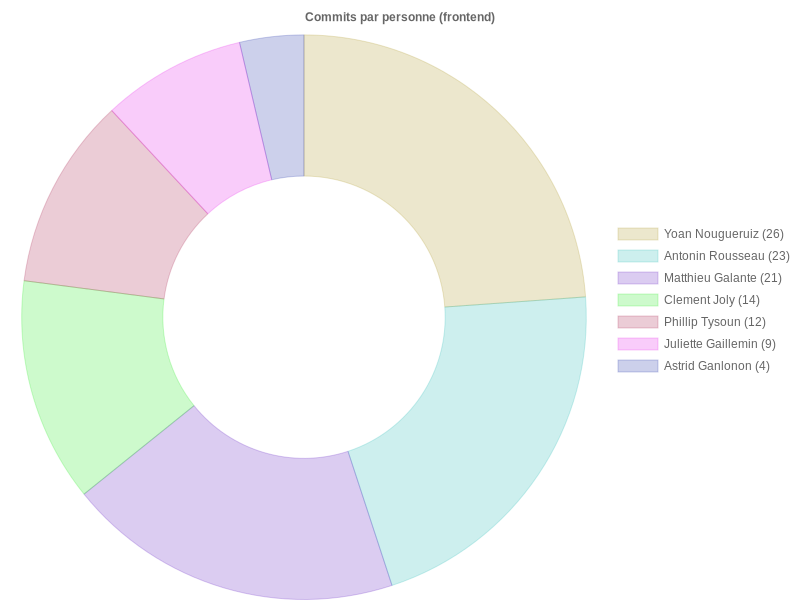 Commits par personne (frontend)
Yoan Nougueruiz (26)
Antonin Rousseau (23)
Matthieu Galante (21)
Clement Joly (14)
Phillip Tysoun (12)
Juliette Gaillemin (9)
Astrid Ganlonon (4)